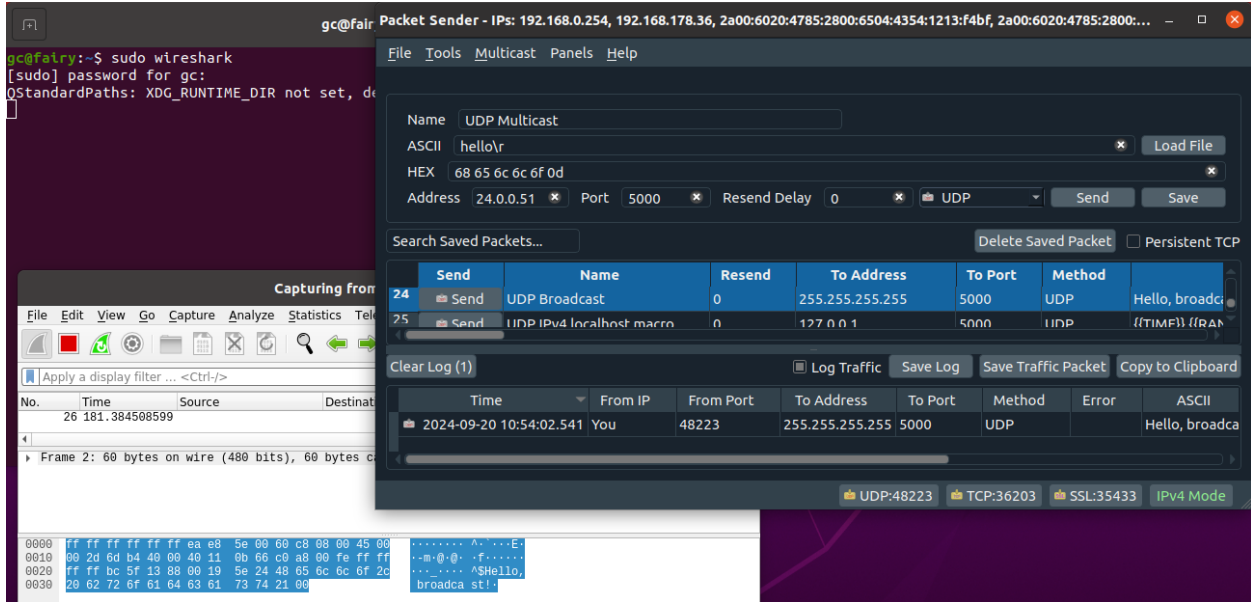 gc@fair
gc@fairy:~$ sudo wireshark
[sudo] password for gc:
QStandardPaths: XDG_RUNTIME_DIR not set, de
Packet Sender - IPs: 192.168.0.254, 192.168.178.36, 2a00:6020:4785:2800:6504:4354:1213:f4bf, 2a00:6020:4785:2800:...
File Tools Multicast Panels Help
Name UDP Multicast
ASCII hello\r Load File
HEX 68 65 6c 6c 6f 0d
Address 24.0.0.51 Port 5000 Resend Delay 0 UDP Send Save
Search Saved Packets... Delete Saved Packet Persistent TCP
Send Name Resend To Address To Port Method
24 Send UDP Broadcast 0 255.255.255.255 5000 UDP Hello, broadca
25 Send UDP IPv4 localhost macro 0 127.0.0.1 5000 UDP {{TIME}} {{RAN
Clear Log (1) Log Traffic Save Log Save Traffic Packet Copy to Clipboard
Time From IP From Port To Address To Port Method Error ASCII
2024-09-20 10:54:02.541 You 48223 255.255.255.255 5000 UDP Hello, broadca
UDP:48223 TCP:36203 SSL:35433 IPv4 Mode
Capturing from
File Edit View Go Capture Analyze Statistics Tele
Apply a display filter ... <Ctrl-/>
No. Time Source Destinat
26 181.384508599
Frame 2: 60 bytes on wire (480 bits), 60 bytes ca
0000 ff ff ff ff ff ff ea e8 5e 00 60 c8 08 00 45 00 ········ ^·`···E·
0010 00 2d 6d b4 40 00 40 11 0b 66 c0 a8 00 fe ff ff ·-m·@·@· ·f······
0020 ff ff bc 5f 13 88 00 19 5e 24 48 65 6c 6c 6f 2c ···_···· ^$Hello,
0030 20 62 72 6f 61 64 63 61 73 74 21 00 broadca st!·